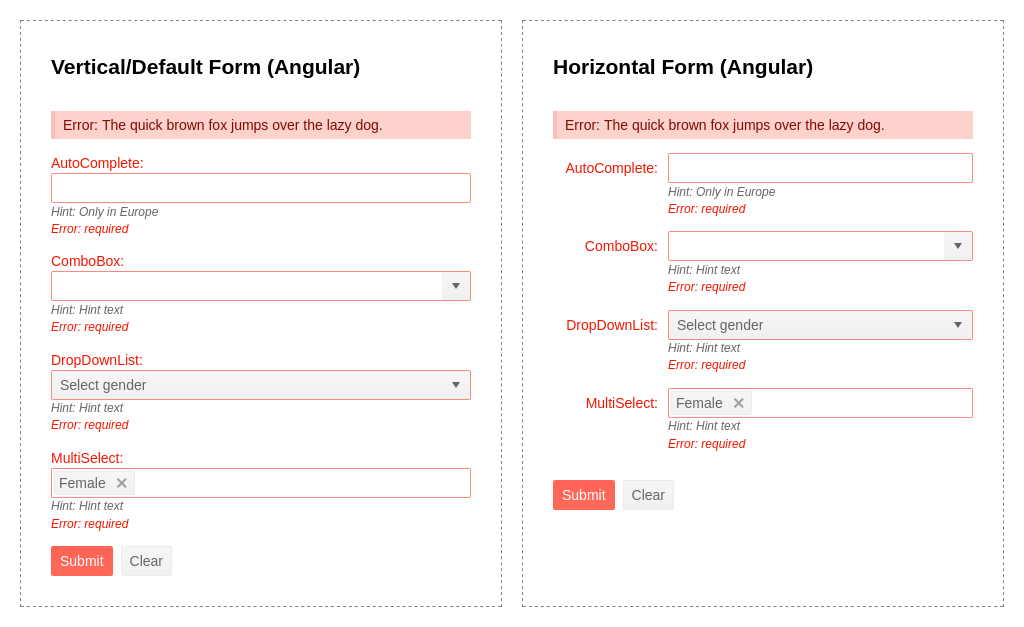 Vertical/Default Form (Angular)
Error: The quick brown fox jumps over the lazy dog.
AutoComplete:
Hint: Only in Europe
Error: required
ComboBox:
Hint: Hint text
Error: required
DropDownList:
Select gender
Hint: Hint text
Error: required
MultiSelect:
Female
Hint: Hint text
Error: required
Submit Clear
Horizontal Form (Angular)
Error: The quick brown fox jumps over the lazy dog.
AutoComplete:
Hint: Only in Europe
Error: required
ComboBox:
Hint: Hint text
Error: required
DropDownList: Select gender
Hint: Hint text
Error: required
MultiSelect: Female
Hint: Hint text
Error: required
Submit Clear